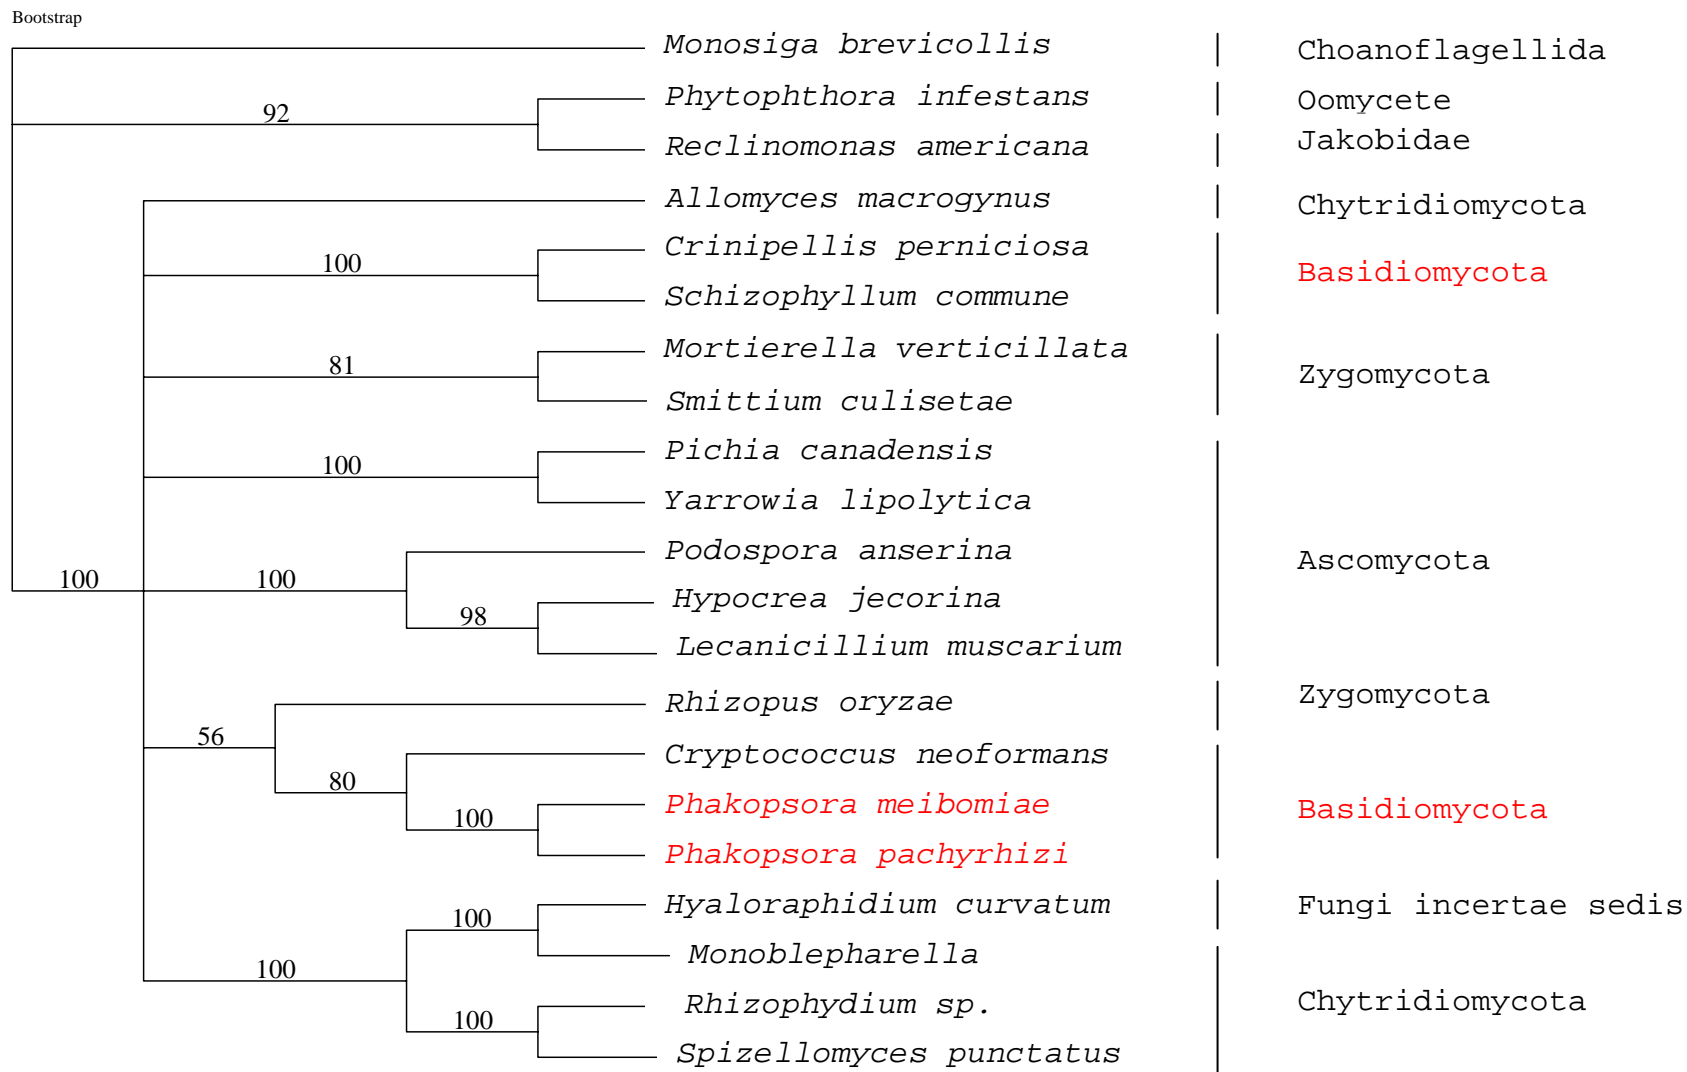 Bootstrap
Monosiga brevicollis
Choanoflagellida
92
Phytophthora infestans
Oomycete
Reclinomonas americana
Jakobidae
Allomyces macrogynus
Chytridiomycota
100
Crinipellis perniciosa
Basidiomycota
Schizophyllum commune
81
Mortierella verticillata
Zygomycota
Smittium culisetae
100
Pichia canadensis
Yarrowia lipolytica
100
100
Podospora anserina
Ascomycota
98
Hypocrea jecorina
Lecanicillium muscarium
56
Rhizopus oryzae
Zygomycota
80
Cryptococcus neoformans
100
Phakopsora meibomiae
Basidiomycota
Phakopsora pachyrhizi
100
100
Hyaloraphidium curvatum
Fungi incertae sedis
Monoblepharella
100
Rhizophydium sp.
Chytridiomycota
Spizellomyces punctatus